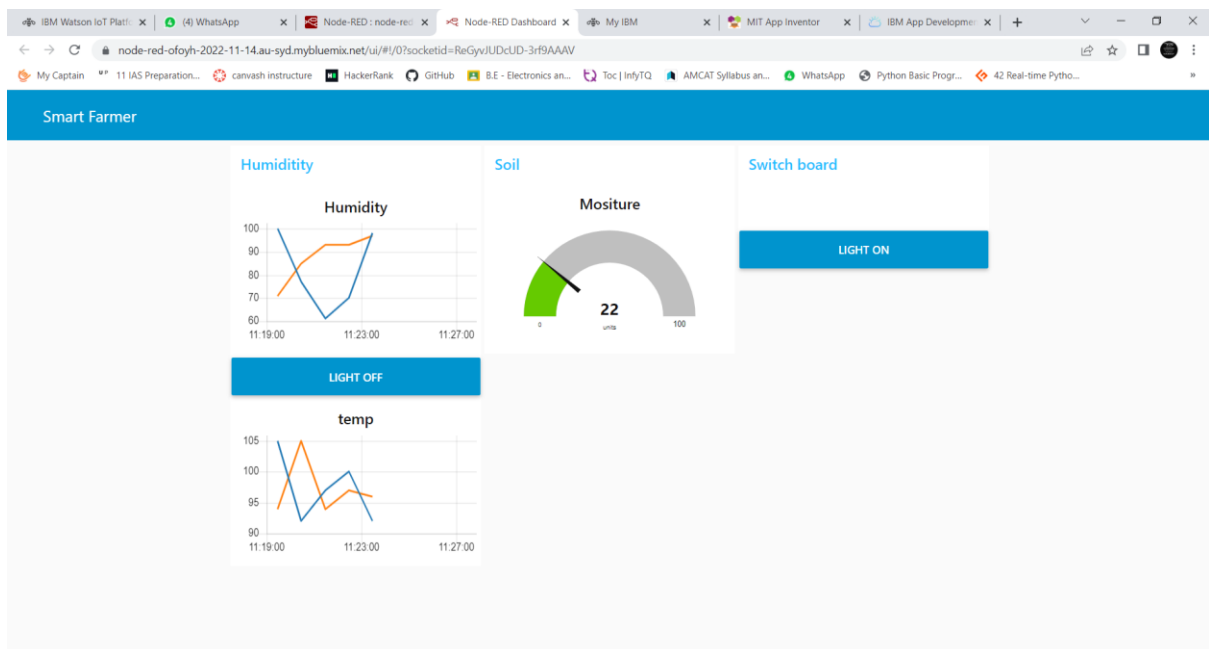 IBM Watson IoT Platfo
(4) WhatsApp
Node-RED : node-red
Node-RED Dashboard
My IBM
MIT App Inventor
IBM App Developmen
node-red-ofoyh-2022-11-14.au-syd.mybluemix.net/ui/#!/0?socketid=ReGyvJUDcUD-3rf9AAAV
My Captain
UP 11 IAS Preparation...
canvash instructure
HackerRank
GitHub
B.E - Electronics an...
Toc | InfyTQ
AMCAT Syllabus an...
WhatsApp
Python Basic Progr...
42 Real-time Pytho...
»
Smart Farmer
Humiditity
Humidity
100
90
80
70
60
11:19:00 11:23:00 11:27:00
LIGHT OFF
temp
105
100
95
90
11:19:00 11:23:00 11:27:00
Soil
Mositure
22
0 units 100
Switch board
LIGHT ON